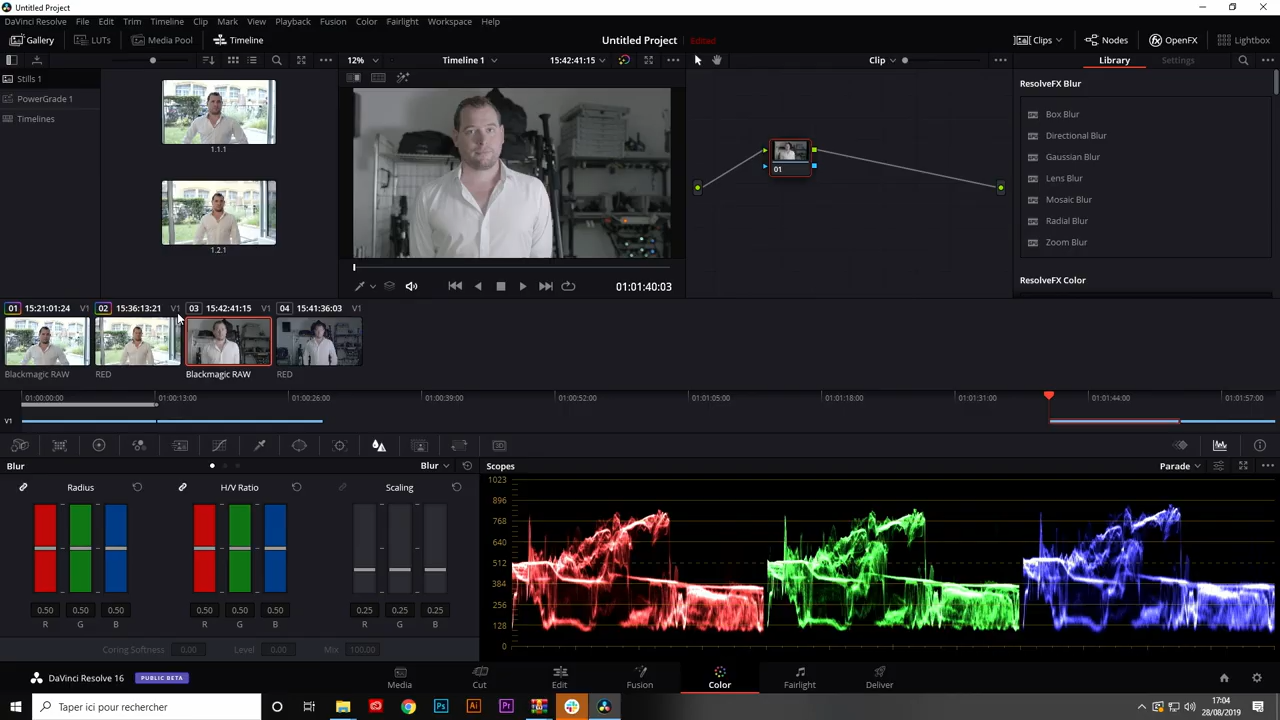 Untitled Project
DaVinci Resolve File Edit Trim Timeline Clip Mark View Playback Fusion Color Fairlight Workspace Help
Gallery LUTs Media Pool Timeline Untitled Project Edited Clips Nodes OpenFX Lightbox
12% Timeline 1 15:42:41:15 Clip Library Settings
Stills 1
PowerGrade 1
Timelines
1.1.1
1.2.1
01
ResolveFX Blur
Box Blur
Directional Blur
Gaussian Blur
Lens Blur
Mosaic Blur
Radial Blur
Zoom Blur
ResolveFX Color
01:01:40:03
01 15:21:01:24 V1 02 15:36:13:21 V1 03 15:42:41:15 V1 04 15:41:36:03 V1
Blackmagic RAW RED Blackmagic RAW RED
01:00:00:00 01:00:13:00 01:00:26:00 01:00:39:00 01:00:52:00 01:01:05:00 01:01:18:00 01:01:31:00 01:01:44:00 01:01:57:00
V1
Blur Blur Scopes Parade
Radius H/V Ratio Scaling
1023
896
768
640
512
384
256
128
0
0.50 0.50 0.50 0.50 0.50 0.50 0.25 0.25 0.25
R G B R G B R G B
Coring Softness 0.00 Level 0.00 Mix 100.00
DaVinci Resolve 16 PUBLIC BETA
Media Cut Edit Fusion Color Fairlight Deliver
Taper ici pour rechercher
Ps Ai Pr
17:04
28/08/2019